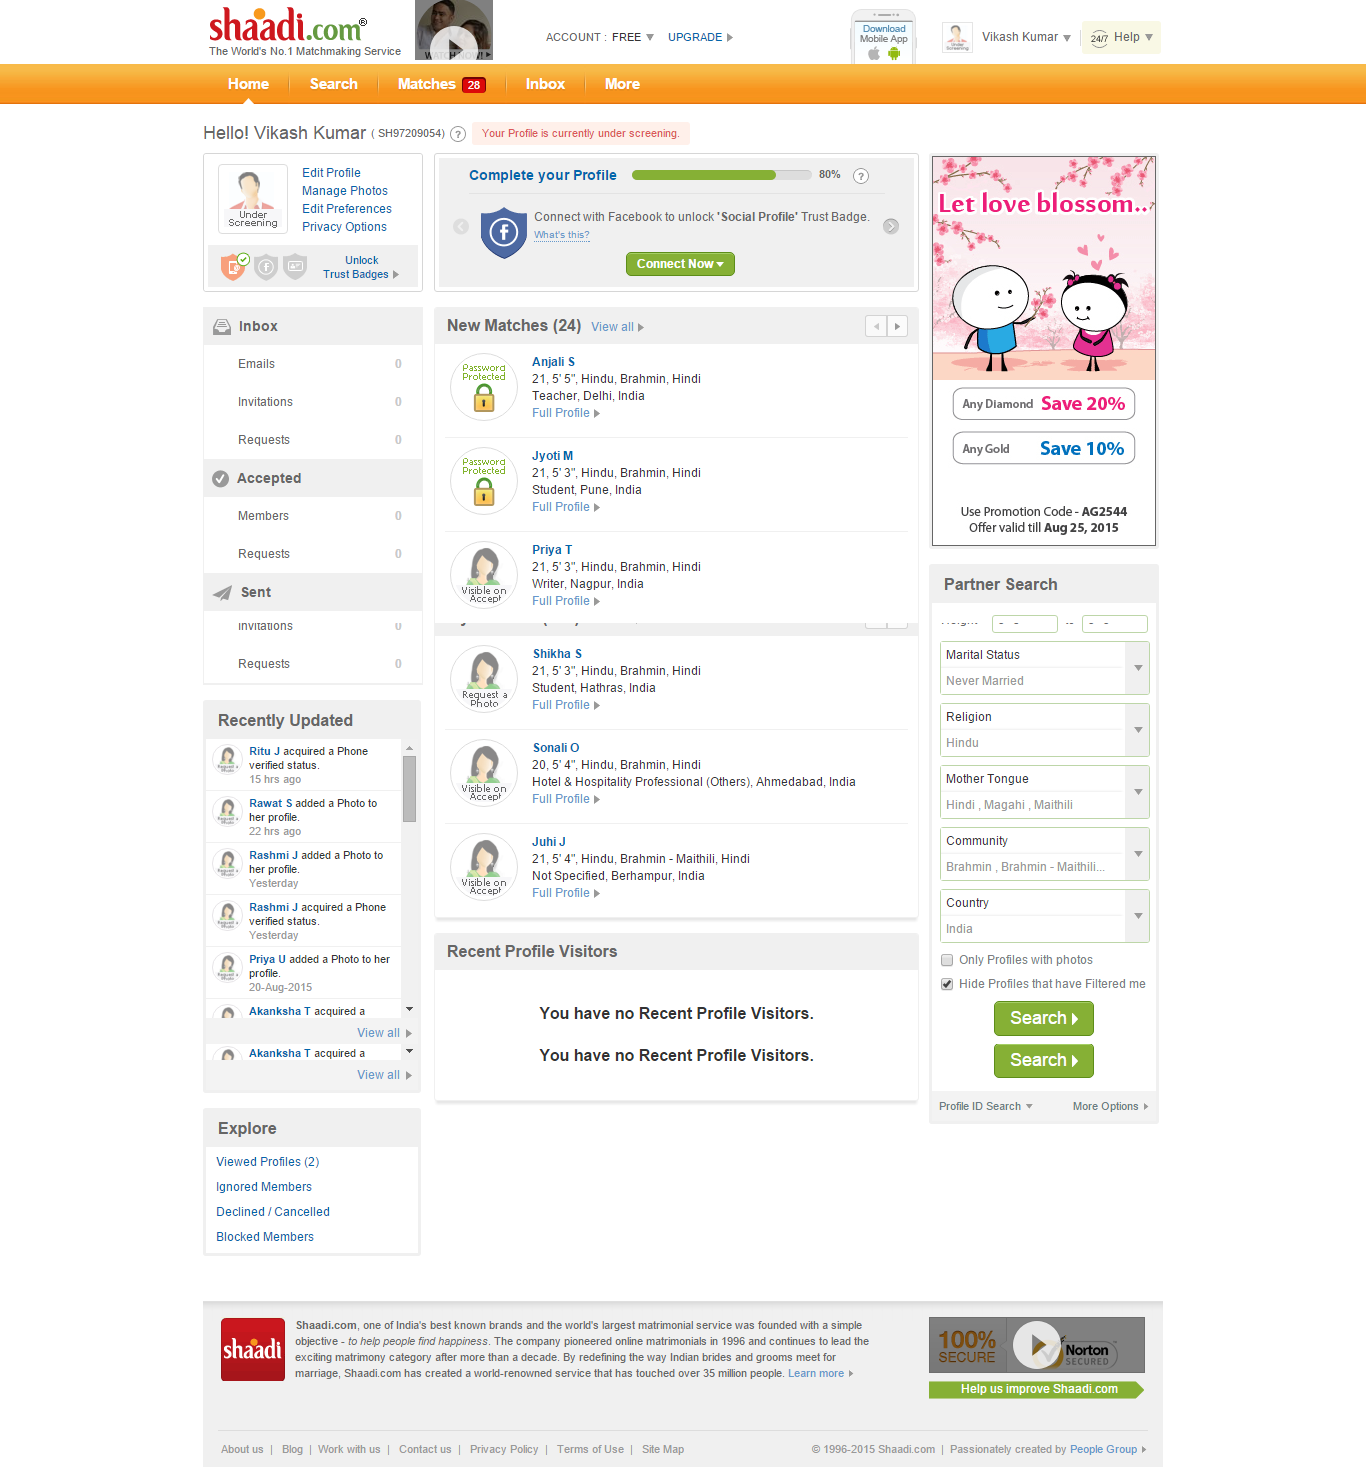 shaadi.com®
The World's No.1 Matchmaking Service
ACCOUNT : FREE
UPGRADE
Download
Mobile App
Under
Screening
Vikash Kumar
24/7 Help
Home
Search
Matches 28
Inbox
More
Hello! Vikash Kumar ( SH97209054) ?
Your Profile is currently under screening.
Under
Screening
Edit Profile
Manage Photos
Edit Preferences
Privacy Options
Unlock
Trust Badges
Complete your Profile 80% ?
Connect with Facebook to unlock 'Social Profile' Trust Badge.
What's this?
Connect Now
Let love blossom..
Any Diamond Save 20%
Any Gold Save 10%
Use Promotion Code - AG2544
Offer valid till Aug 25, 2015
Inbox
Emails 0
Invitations 0
Requests 0
Accepted
Members 0
Requests 0
Sent
Invitations 0
Requests 0
New Matches (24) View all
Password
Protected
Anjali S
21, 5' 5", Hindu, Brahmin, Hindi
Teacher, Delhi, India
Full Profile
Password
Protected
Jyoti M
21, 5' 3", Hindu, Brahmin, Hindi
Student, Pune, India
Full Profile
Visible on
Accept
Priya T
21, 5' 3", Hindu, Brahmin, Hindi
Writer, Nagpur, India
Full Profile
Request a
Photo
Shikha S
21, 5' 3", Hindu, Brahmin, Hindi
Student, Hathras, India
Full Profile
Visible on
Accept
Sonali O
20, 5' 4", Hindu, Brahmin, Hindi
Hotel & Hospitality Professional (Others), Ahmedabad, India
Full Profile
Visible on
Accept
Juhi J
21, 5' 4", Hindu, Brahmin - Maithili, Hindi
Not Specified, Berhampur, India
Full Profile
Recent Profile Visitors
You have no Recent Profile Visitors.
You have no Recent Profile Visitors.
Partner Search
Marital Status
Never Married
Religion
Hindu
Mother Tongue
Hindi , Magahi , Maithili
Community
Brahmin , Brahmin - Maithili...
Country
India
Only Profiles with photos
Hide Profiles that have Filtered me
Search
Search
Profile ID Search
More Options
Recently Updated
Ritu J acquired a Phone
verified status.
15 hrs ago
Rawat S added a Photo to
her profile.
22 hrs ago
Rashmi J added a Photo to
her profile.
Yesterday
Rashmi J acquired a Phone
verified status.
Yesterday
Priya U added a Photo to her
profile.
20-Aug-2015
Akanksha T acquired a
View all
Akanksha T acquired a
View all
Explore
Viewed Profiles (2)
Ignored Members
Declined / Cancelled
Blocked Members
shaadi
Shaadi.com, one of India's best known brands and the world's largest matrimonial service was founded with a simple
objective - to help people find happiness. The company pioneered online matrimonials in 1996 and continues to lead the
exciting matrimony category after more than a decade. By redefining the way Indian brides and grooms meet for
marriage, Shaadi.com has created a world-renowned service that has touched over 35 million people. Learn more
100%
SECURE
Norton
SECURED
Help us improve Shaadi.com
About us | Blog | Work with us | Contact us | Privacy Policy | Terms of Use | Site Map
© 1996-2015 Shaadi.com | Passionately created by People Group